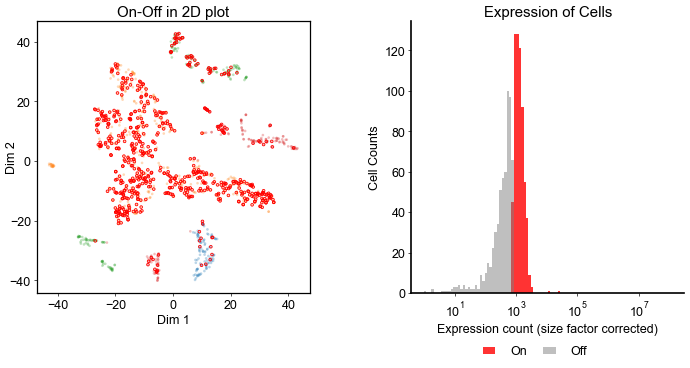 On-Off in 2D plot
40
20
0
−20
−40
Dim 2
−40 −20 0 20 40
Dim 1
Expression of Cells
120
100
80
60
40
20
0
Cell Counts
10^1 10^3 10^5 10^7
Expression count (size factor corrected)
On Off